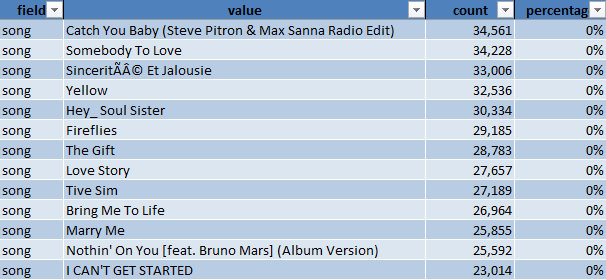 field value count percentag
song Catch You Baby (Steve Pitron & Max Sanna Radio Edit) 34,561 0%
song Somebody To Love 34,228 0%
song SinceritÃÂ© Et Jalousie 33,006 0%
song Yellow 32,536 0%
song Hey_ Soul Sister 30,334 0%
song Fireflies 29,185 0%
song The Gift 28,783 0%
song Love Story 27,657 0%
song Tive Sim 27,189 0%
song Bring Me To Life 26,964 0%
song Marry Me 25,855 0%
song Nothin' On You [feat. Bruno Mars] (Album Version) 25,592 0%
song I CAN'T GET STARTED 23,014 0%